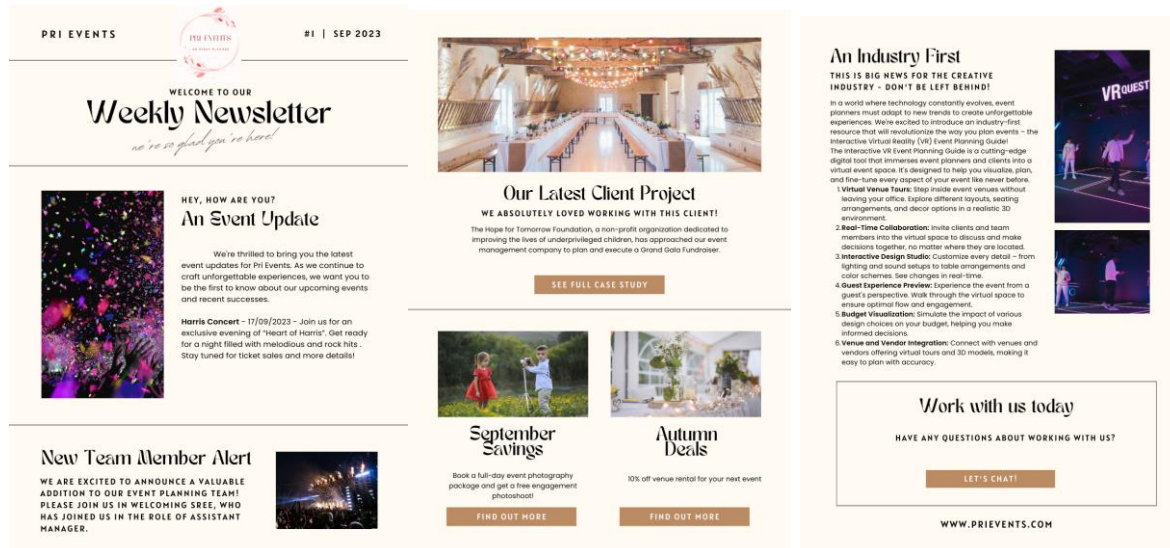 PRI EVENTS
PRI EVENTS
AN EVENT PLANNER
#1 | SEP 2023
WELCOME TO OUR
Weekly Newsletter
we're so glad you're here!
HEY, HOW ARE YOU?
An Event Update
We're thrilled to bring you the latest
event updates for Pri Events. As we continue to
craft unforgettable experiences, we want you to
be the first to know about our upcoming events
and recent successes.
Harris Concert - 17/09/2023 - Join us for an
exclusive evening of "Heart of Harris". Get ready
for a night filled with melodious and rock hits .
Stay tuned for ticket sales and more details!
New Team Member Alert
WE ARE EXCITED TO ANNOUNCE A VALUABLE
ADDITION TO OUR EVENT PLANNING TEAM!
PLEASE JOIN US IN WELCOMING SREE, WHO
HAS JOINED US IN THE ROLE OF ASSISTANT
MANAGER.
Our Latest Client Project
WE ABSOLUTELY LOVED WORKING WITH THIS CLIENT!
The Hope for Tomorrow Foundation, a non-profit organization dedicated to
improving the lives of underprivileged children, has approached our event
management company to plan and execute a Grand Gala Fundraiser.
SEE FULL CASE STUDY
September
Savings
Book a full-day event photography
package and get a free engagement
photoshoot!
FIND OUT MORE
Autumn
Deals
10% off venue rental for your next event
FIND OUT MORE
An Industry First
THIS IS BIG NEWS FOR THE CREATIVE
INDUSTRY - DON'T BE LEFT BEHIND!
In a world where technology constantly evolves, event
planners must adapt to new trends to create unforgettable
experiences. We're excited to introduce an industry-first
resource that will revolutionize the way you plan events – the
Interactive Virtual Reality (VR) Event Planning Guide!
The Interactive VR Event Planning Guide is a cutting-edge
digital tool that immerses event planners and clients into a
virtual event space. It's designed to help you visualize, plan,
and fine-tune every aspect of your event like never before.
1. Virtual Venue Tours: Step inside event venues without
leaving your office. Explore different layouts, seating
arrangements, and decor options in a realistic 3D
environment.
2. Real-Time Collaboration: Invite clients and team
members into the virtual space to discuss and make
decisions together, no matter where they are located.
3. Interactive Design Studio: Customize every detail – from
lighting and sound setups to table arrangements and
color schemes. See changes in real-time.
4. Guest Experience Preview: Experience the event from a
guest's perspective. Walk through the virtual space to
ensure optimal flow and engagement.
5. Budget Visualization: Simulate the impact of various
design choices on your budget, helping you make
informed decisions.
6. Venue and Vendor Integration: Connect with venues and
vendors offering virtual tours and 3D models, making it
easy to plan with accuracy.
VRQUEST
Work with us today
HAVE ANY QUESTIONS ABOUT WORKING WITH US?
LET'S CHAT!
WWW.PRIEVENTS.COM